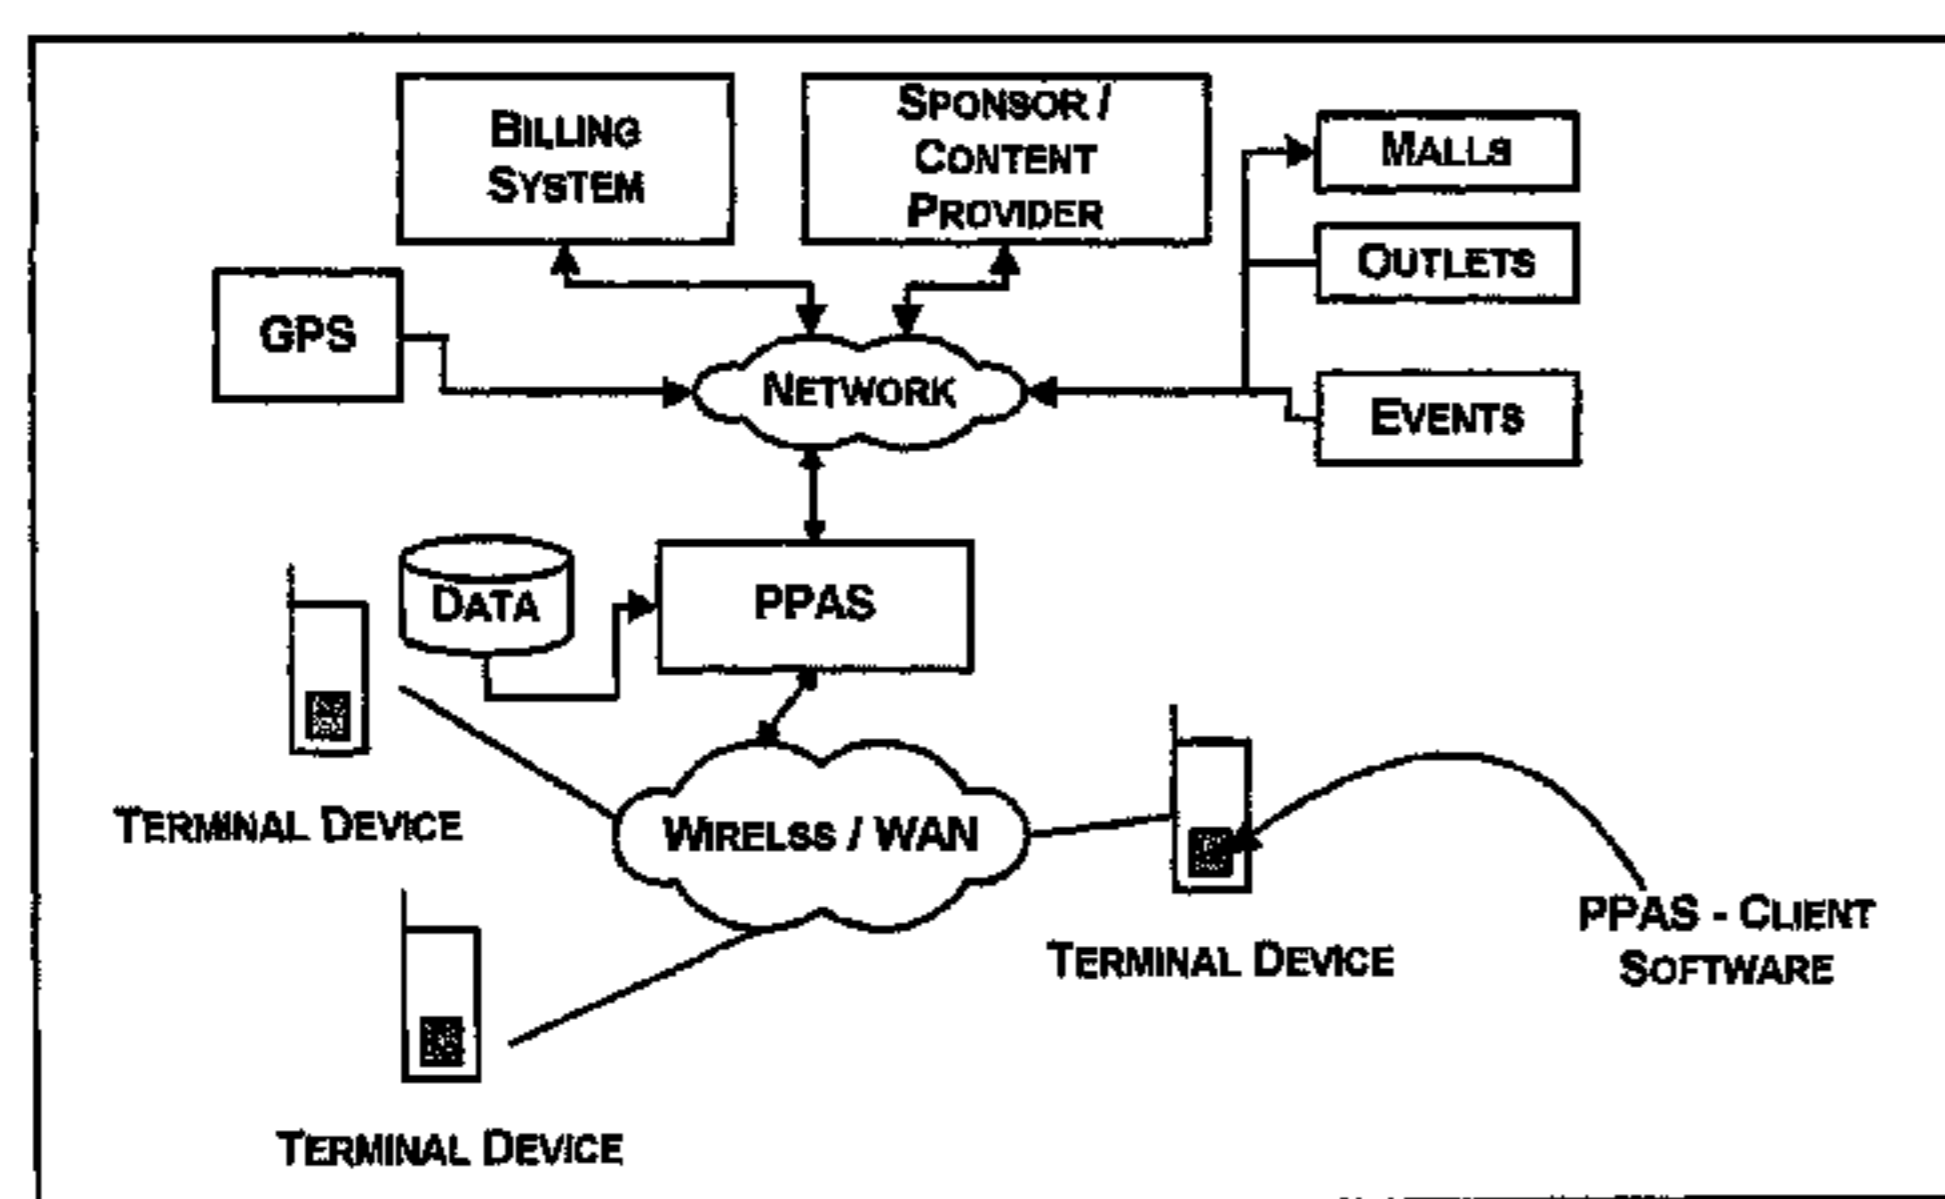 BILLING
SYSTEM
SPONSOR /
CONTENT
PROVIDER
MALLS
OUTLETS
GPS
NETWORK
EVENTS
DATA
PPAS
TERMINAL DEVICE
WIRELSS / WAN
PPAS - CLIENT
SOFTWARE
TERMINAL DEVICE
TERMINAL DEVICE